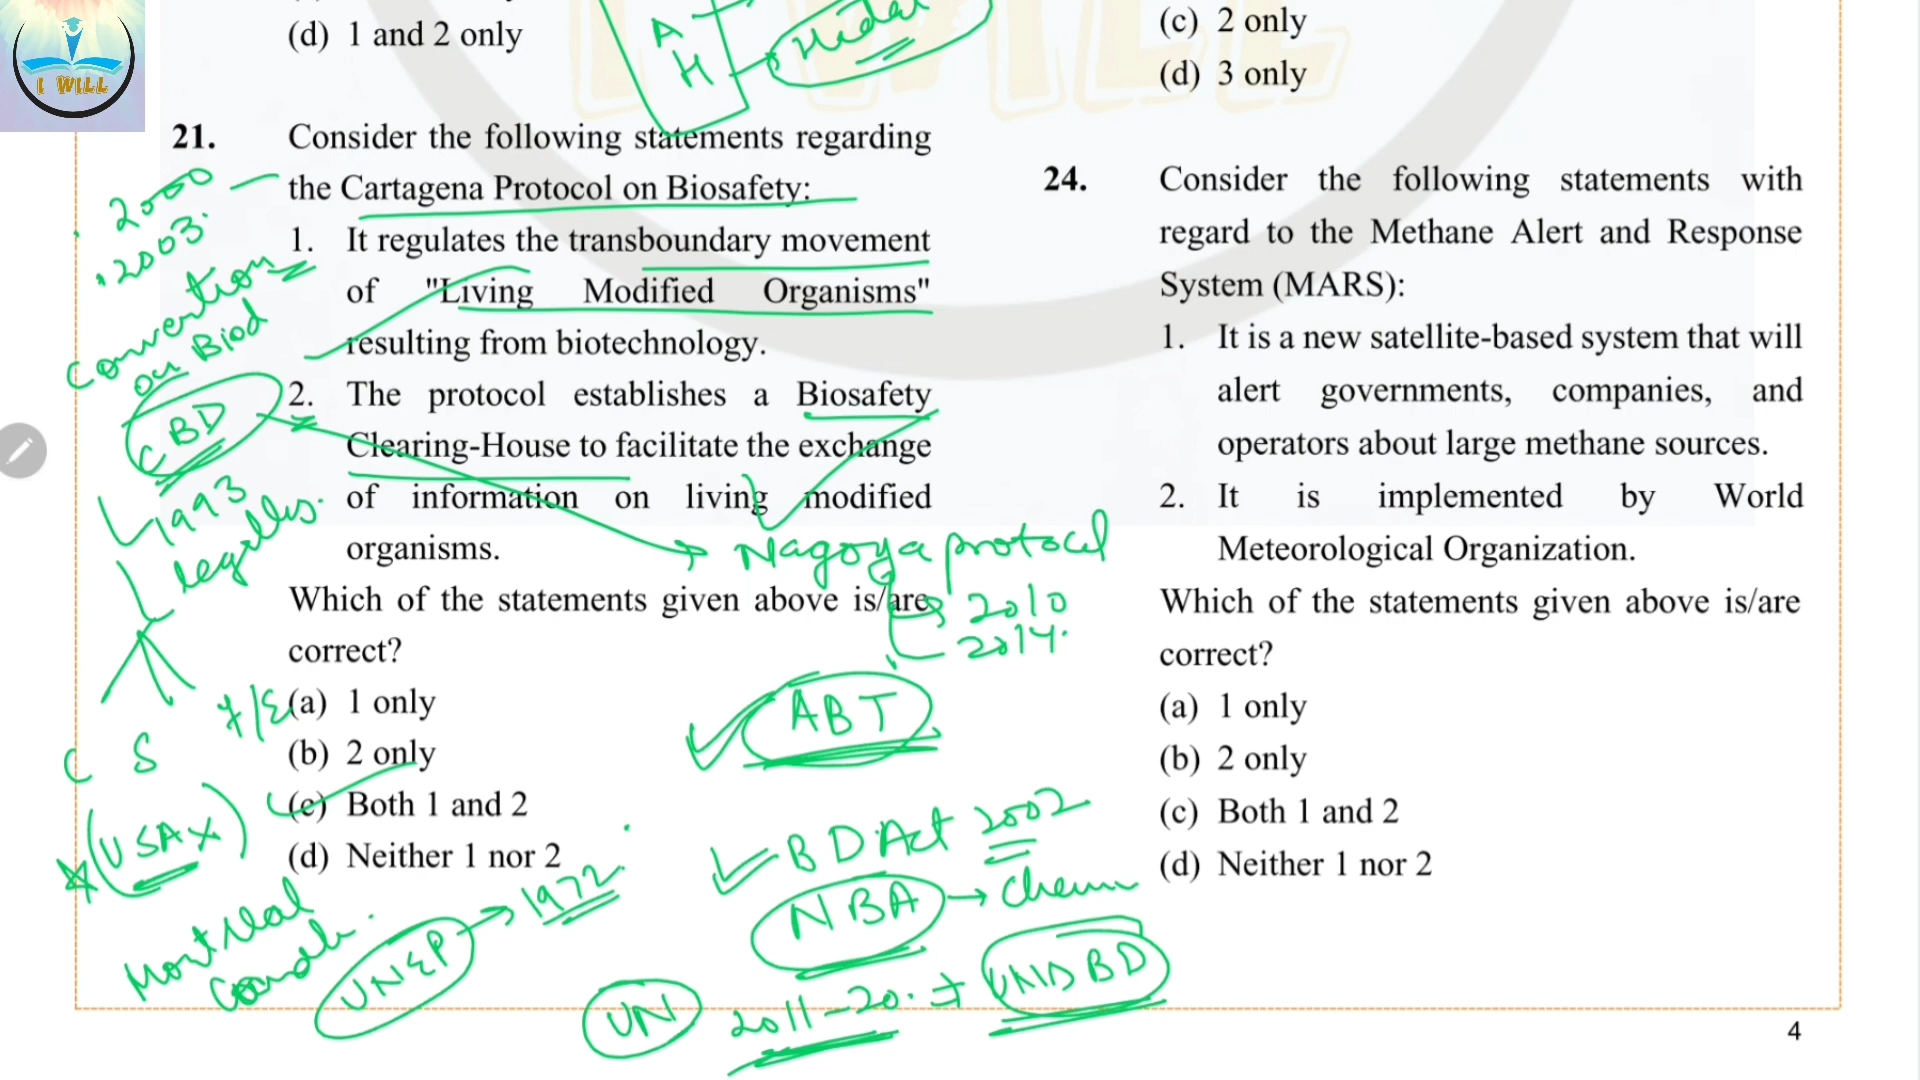 I WILL
(d) 1 and 2 only
A
H
21. Consider the following statements regarding
the Cartagena Protocol on Biosafety:
1. It regulates the transboundary movement
of "Living Modified Organisms"
resulting from biotechnology.
2. The protocol establishes a Biosafety
Clearing-House to facilitate the exchange
of information on living modified
organisms.
Which of the statements given above is/are
correct?
(a) 1 only
(b) 2 only
(c) Both 1 and 2
(d) Neither 1 nor 2
2000
2003.
Convention
on Biod
CBD
1993
C S
(USA X)
Montreal
UNEP → 1972
Nagoya protocol
2010
2014.
ABT
BD Act 2002
NBA → Chenn
UN 2011-20. → UNDBD
(c) 2 only
(d) 3 only
24. Consider the following statements with
regard to the Methane Alert and Response
System (MARS):
1. It is a new satellite-based system that will
alert governments, companies, and
operators about large methane sources.
2. It is implemented by World
Meteorological Organization.
Which of the statements given above is/are
correct?
(a) 1 only
(b) 2 only
(c) Both 1 and 2
(d) Neither 1 nor 2
4